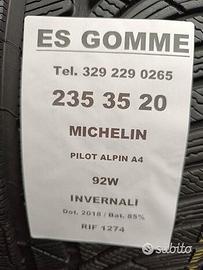 ES GOMME
Tel. 329 229 0265
235 35 20
MICHELIN
PILOT ALPIN A4
92W
INVERNALI
Dot. 2018 / Bat. 85%
RIF 1274
subito